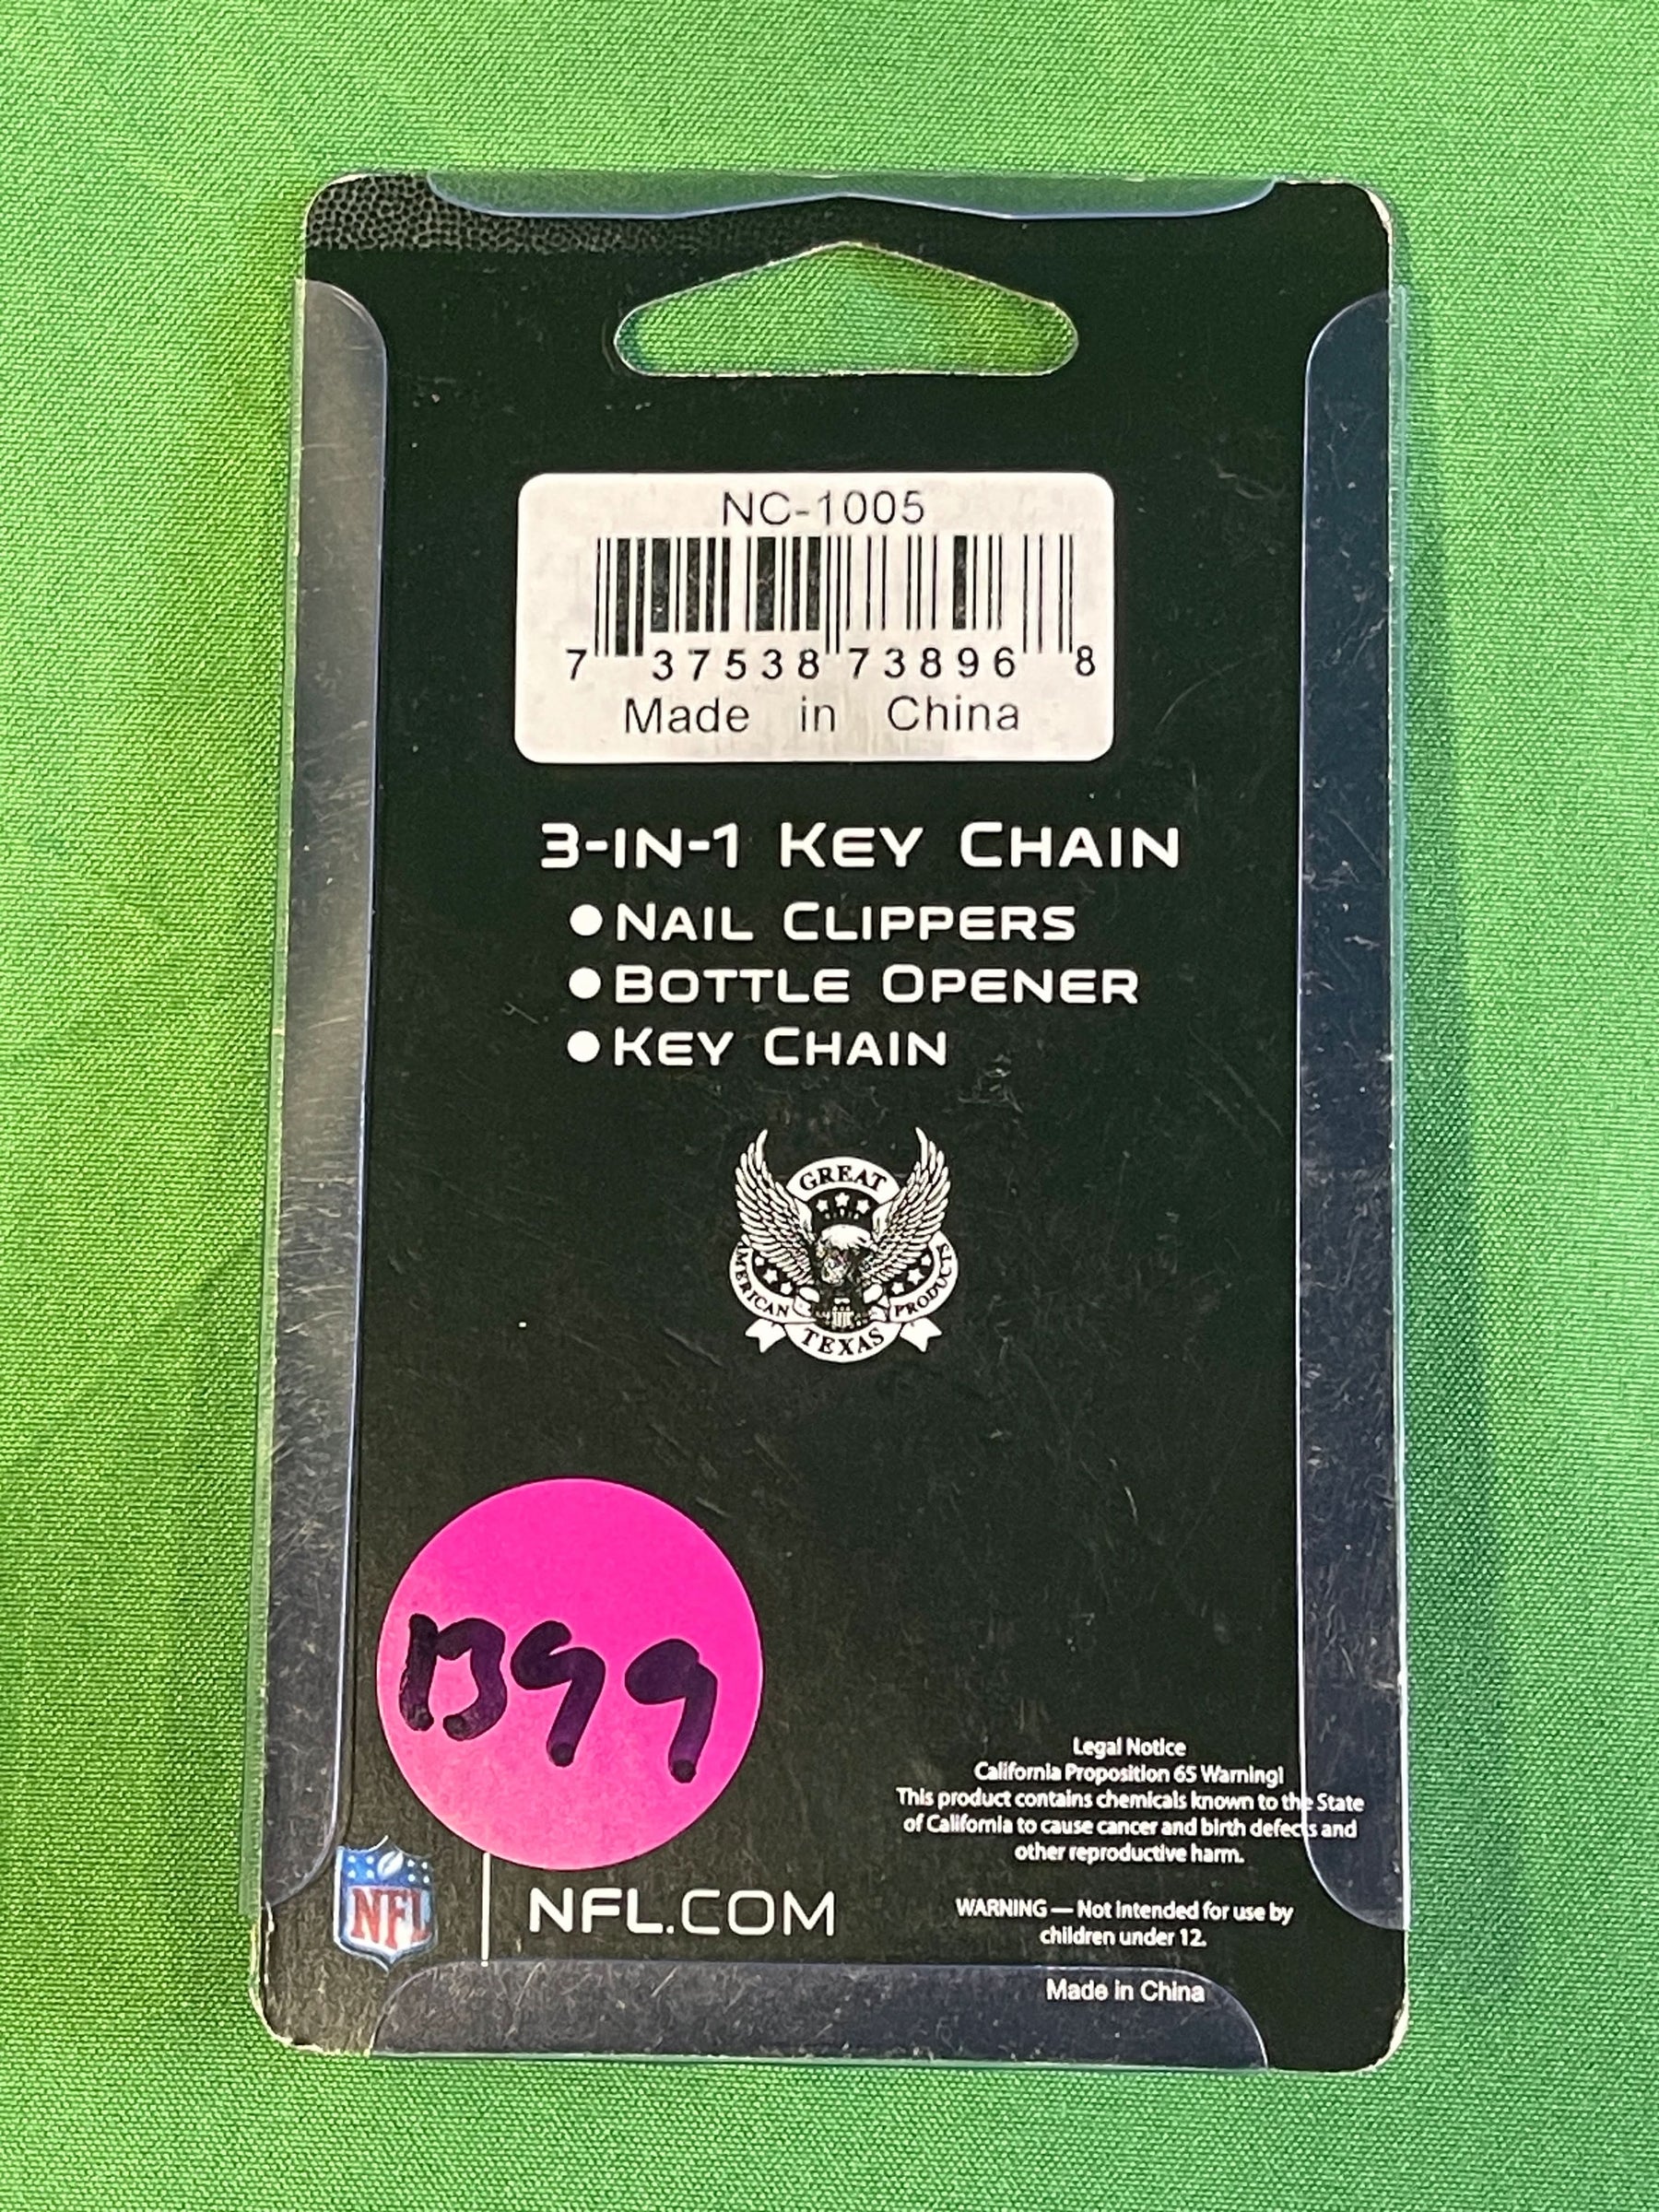 NC-1005
7 37538 73896 8
Made in China
3-IN-1 KEY CHAIN
● NAIL CLIPPERS
● BOTTLE OPENER
● KEY CHAIN
GREAT
AMERICAN PRODUCTS
TEXAS
B99
Legal Notice
California Proposition 65 Warning!
This product contains chemicals known to the State
of California to cause cancer and birth defects and
other reproductive harm.
NFL
NFL.COM
WARNING — Not intended for use by
children under 12.
Made in China